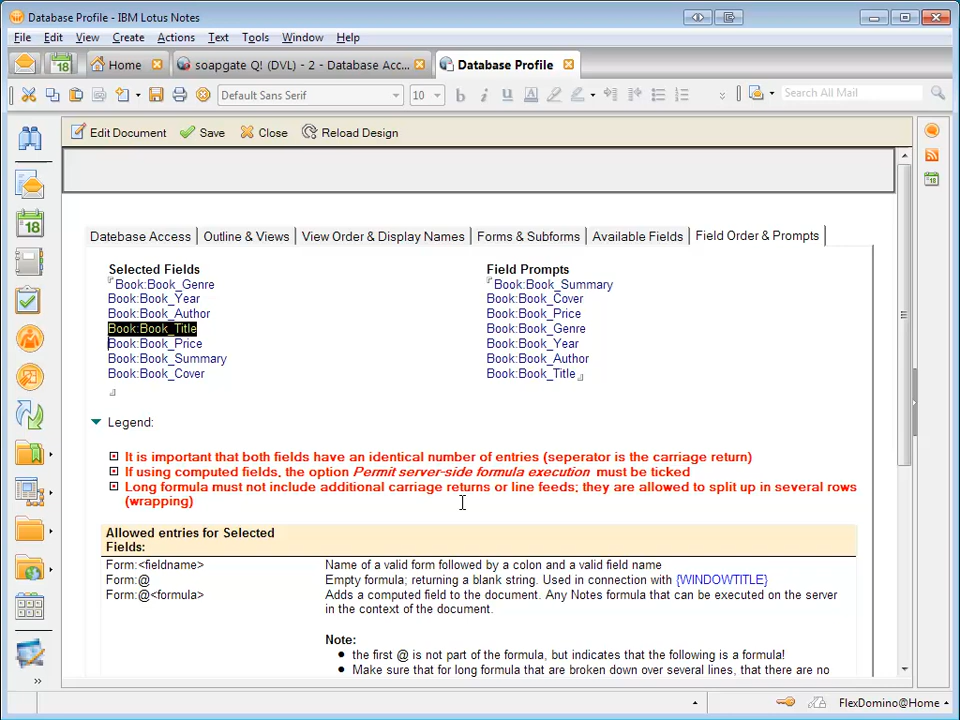 Database Profile - IBM Lotus Notes
File Edit View Create Actions Text Tools Window Help
Home soapgate Q! (DVL) - 2 - Database Acc... Database Profile
Default Sans Serif 10 b i u A Search All Mail
Edit Document Save Close Reload Design
Datebase Access Outline & Views View Order & Display Names Forms & Subforms Available Fields Field Order & Prompts
Selected Fields Field Prompts
Book:Book_Genre Book:Book_Summary
Book:Book_Year Book:Book_Cover
Book:Book_Author Book:Book_Price
Book:Book_Title Book:Book_Genre
Book:Book_Price Book:Book_Year
Book:Book_Summary Book:Book_Author
Book:Book_Cover Book:Book_Title
Legend:
It is important that both fields have an identical number of entries (seperator is the carriage return)
If using computed fields, the option Permit server-side formula execution must be ticked
Long formula must not include additional carriage returns or line feeds; they are allowed to split up in several rows
(wrapping)
Allowed entries for Selected
Fields:
Form:<fieldname> Name of a valid form followed by a colon and a valid field name
Form:@ Empty formula; returning a blank string. Used in connection with {WINDOWTITLE}
Form:@<formula> Adds a computed field to the document. Any Notes formula that can be executed on the server
in the context of the document.
Note:
the first @ is not part of the formula, but indicates that the following is a formula!
Make sure that for long formula that are broken down over several lines, that there are no
FlexDomino@Home